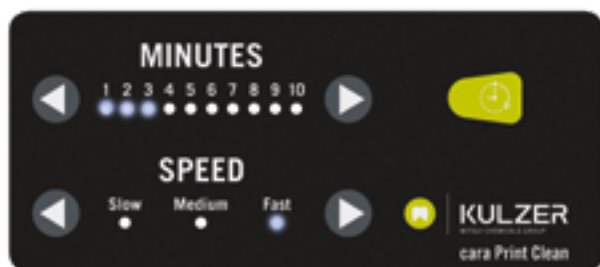 MINUTES
1 2 3 4 5 6 7 8 9 10
SPEED
Slow Medium Fast
KULZER
MITSUI CHEMICALS GROUP
cara Print Clean